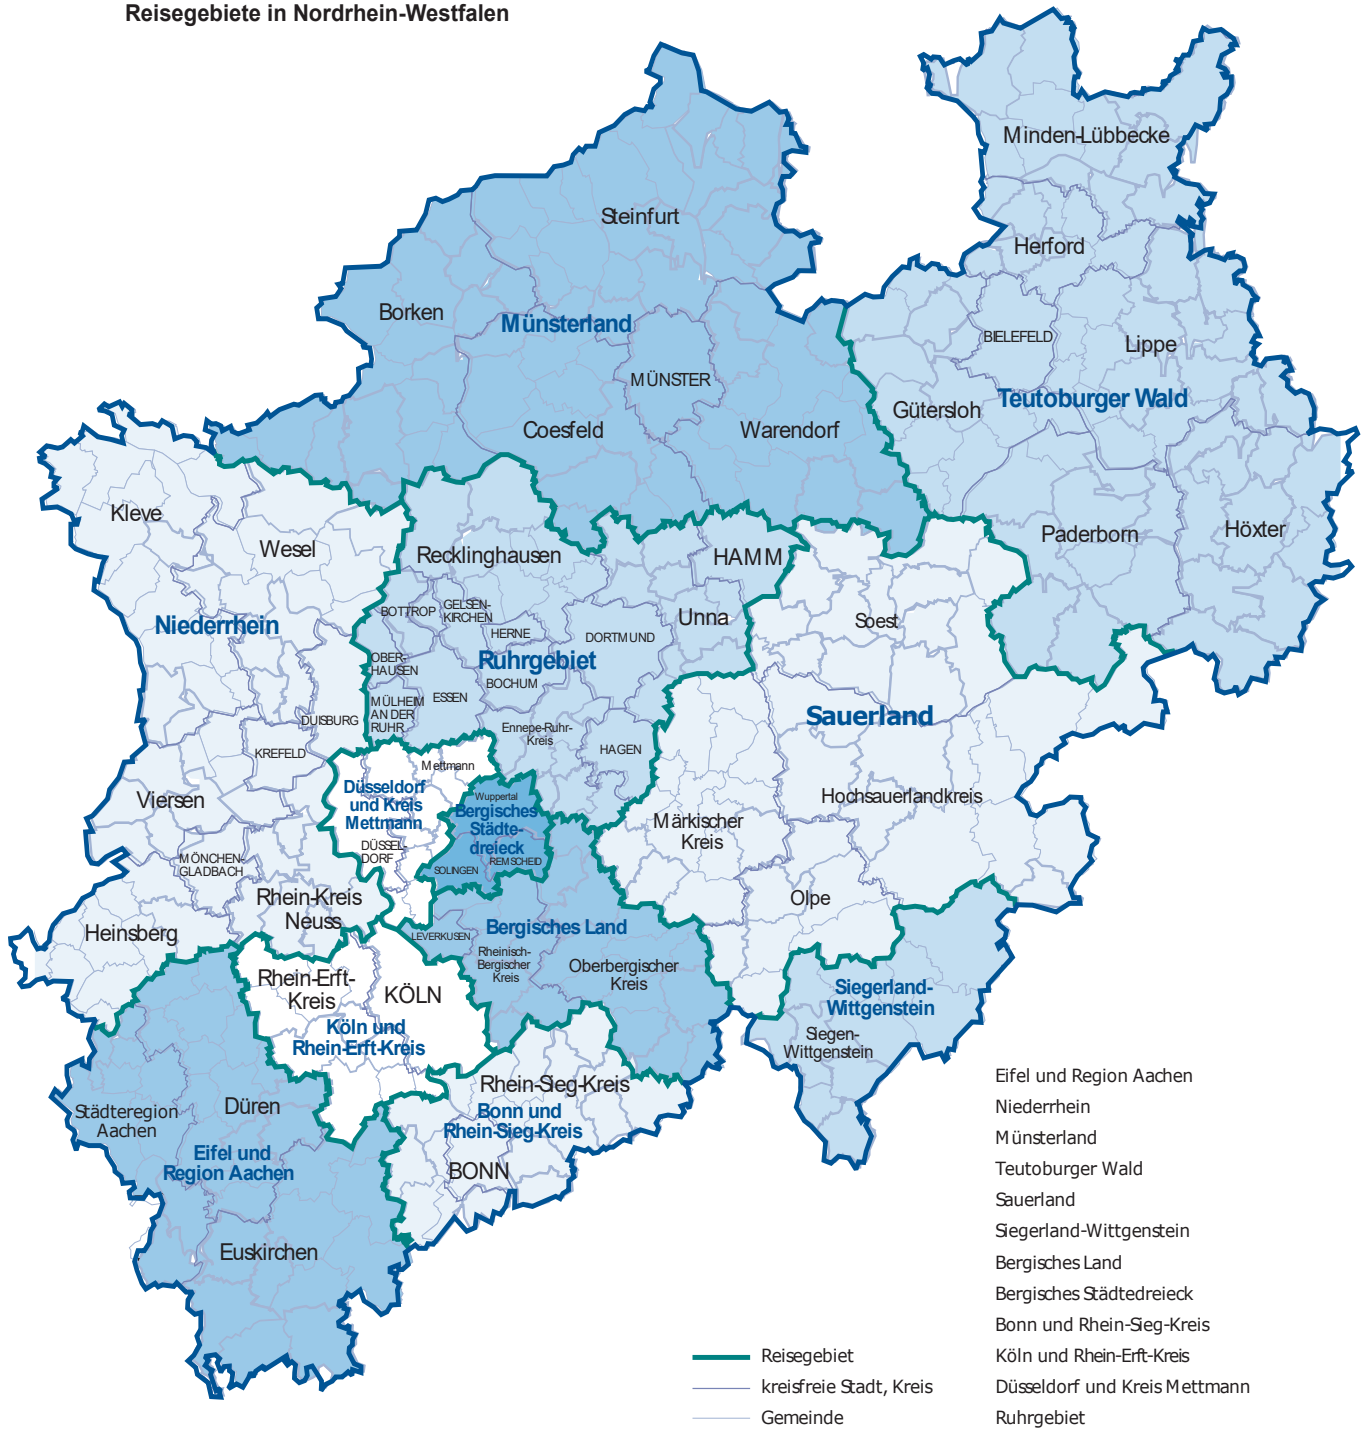 Reisegebiete in Nordrhein-Westfalen
Minden-Lübbecke
Steinfurt
Herford
Borken
Münsterland
BIELEFELD
Lippe
MÜNSTER
Teutoburger Wald
Gütersloh
Coesfeld
Warendorf
Kleve
Wesel
Paderborn
Höxter
Recklinghausen
HAMM
BOTTROP
GELSEN-
KIRCHEN
Unna
Soest
Niederrhein
HERNE
DORTMUND
OBER-
HAUSEN
Ruhrgebiet
BOCHUM
ESSEN
MÜLHEIM
AN DER
RUHR
DUISBURG
Sauerland
Ennepe-Ruhr-
Kreis
HAGEN
KREFELD
Mettmann
Düsseldorf
und Kreis
Mettmann
Wuppertal
Bergisches
Städte-
dreieck
Viersen
Hochsauerlandkreis
Märkischer
Kreis
DÜSSEL-
DORF
REMSCHEID
SOLINGEN
MÖNCHEN-
GLADBACH
Rhein-Kreis
Neuss
Olpe
Heinsberg
LEVERKUSEN
Bergisches Land
Rheinisch-
Bergischer
Kreis
Oberbergischer
Kreis
Rhein-Erft-
Kreis
KÖLN
Siegerland-
Wittgenstein
Köln und
Rhein-Erft-Kreis
Siegen-
Wittgenstein
Rhein-Sieg-Kreis
Bonn und
Rhein-Sieg-Kreis
Städteregion
Aachen
Düren
Eifel und
Region Aachen
BONN
Euskirchen
Eifel und Region Aachen
Niederrhein
Münsterland
Teutoburger Wald
Sauerland
Siegerland-Wittgenstein
Bergisches Land
Bergisches Städtedreieck
Bonn und Rhein-Sieg-Kreis
Köln und Rhein-Erft-Kreis
Düsseldorf und Kreis Mettmann
Ruhrgebiet
Reisegebiet
kreisfreie Stadt, Kreis
Gemeinde